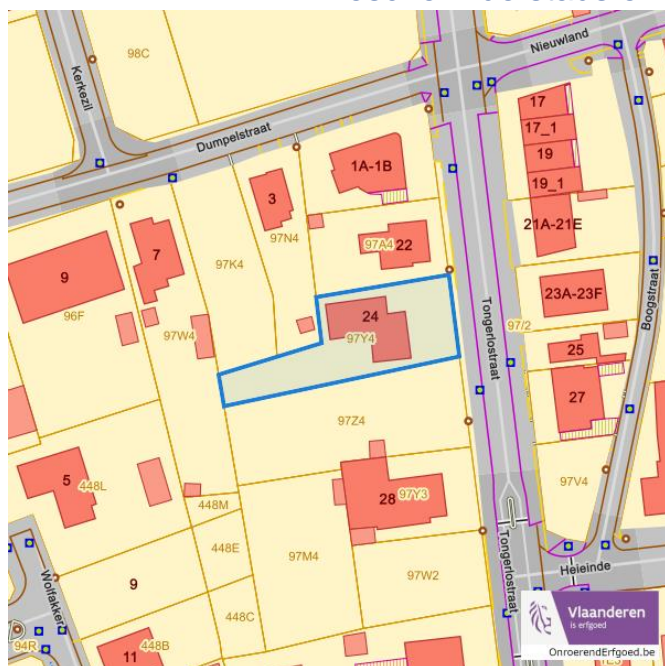 98C
Nieuwland
Kerkezil
Dumpelstraat
17
17_1
19
19_1
1A-1B
3
97N4
97A4
22
21A-21E
7
97K4
9
96F
23A-23F
Boogstraat
24
97Y4
Tongerlostraat
97/2
97W4
25
27
97Z4
5
448L
28
97Y3
97V4
448M
448E
97M4
97W2
Tongerlostraat
Heieinde
9
Wolfakker
448C
94R
448B
11
Vlaanderen
is erfgoed
OnroerendErfgoed.be